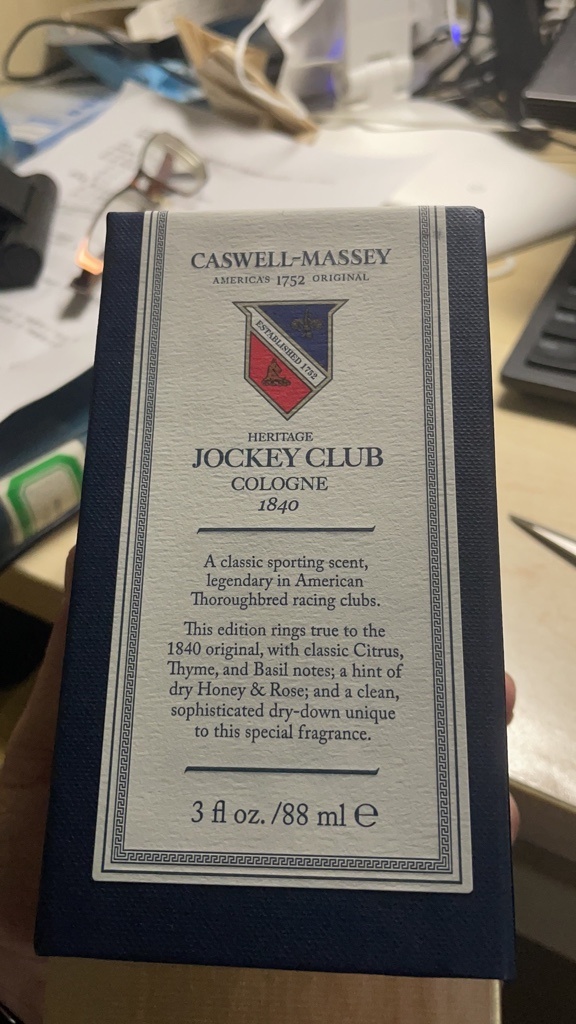 CASWELL-MASSEY
AMERICA'S 1752 ORIGINAL
ESTABLISHED 1752
HERITAGE
JOCKEY CLUB
COLOGNE
1840
A classic sporting scent,
legendary in American
Thoroughbred racing clubs.
This edition rings true to the
1840 original, with classic Citrus,
Thyme, and Basil notes; a hint of
dry Honey & Rose; and a clean,
sophisticated dry-down unique
to this special fragrance.
3 fl oz. /88 ml ℮